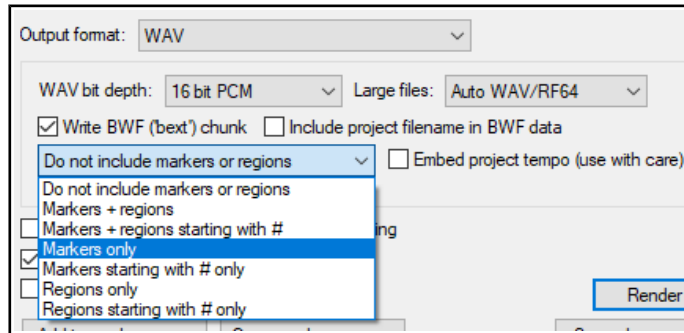 Output format: WAV
WAV bit depth: 16 bit PCM Large files: Auto WAV/RF64
Write BWF ('bext') chunk Include project filename in BWF data
Do not include markers or regions Embed project tempo (use with care)
Do not include markers or regions
Markers + regions
Markers + regions starting with #
Markers only
Markers starting with # only
Regions only
Render
Regions starting with # only